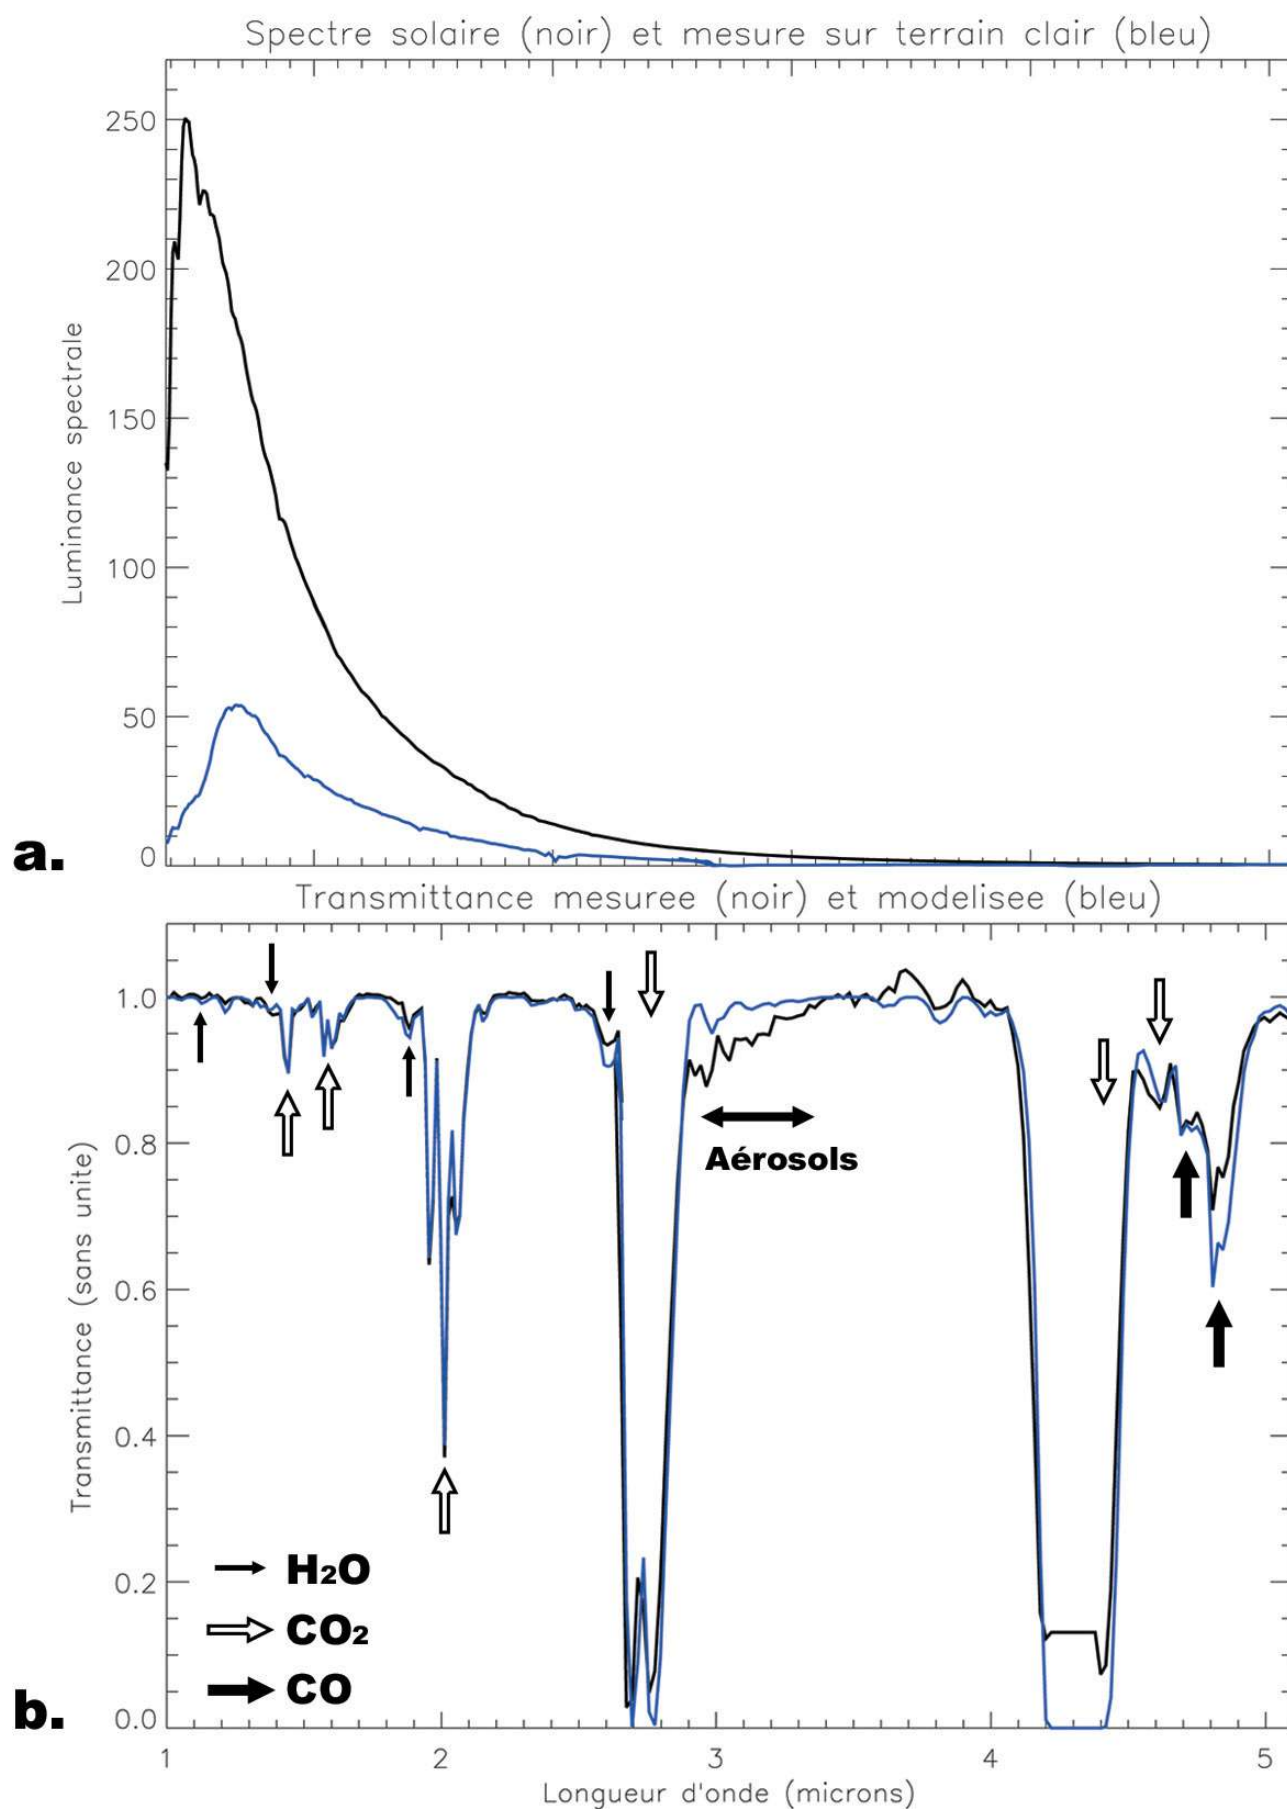 Spectre solaire (noir) et mesure sur terrain clair (bleu)
250
200
150
100
50
0
Luminance spectrale
a.
Transmittance mesuree (noir) et modelisee (bleu)
1.0
0.8
0.6
0.4
0.2
0.0
Transmittance (sans unite)
Aérosols
H₂O
CO₂
CO
b.
1 2 3 4 5
Longueur d'onde (microns)